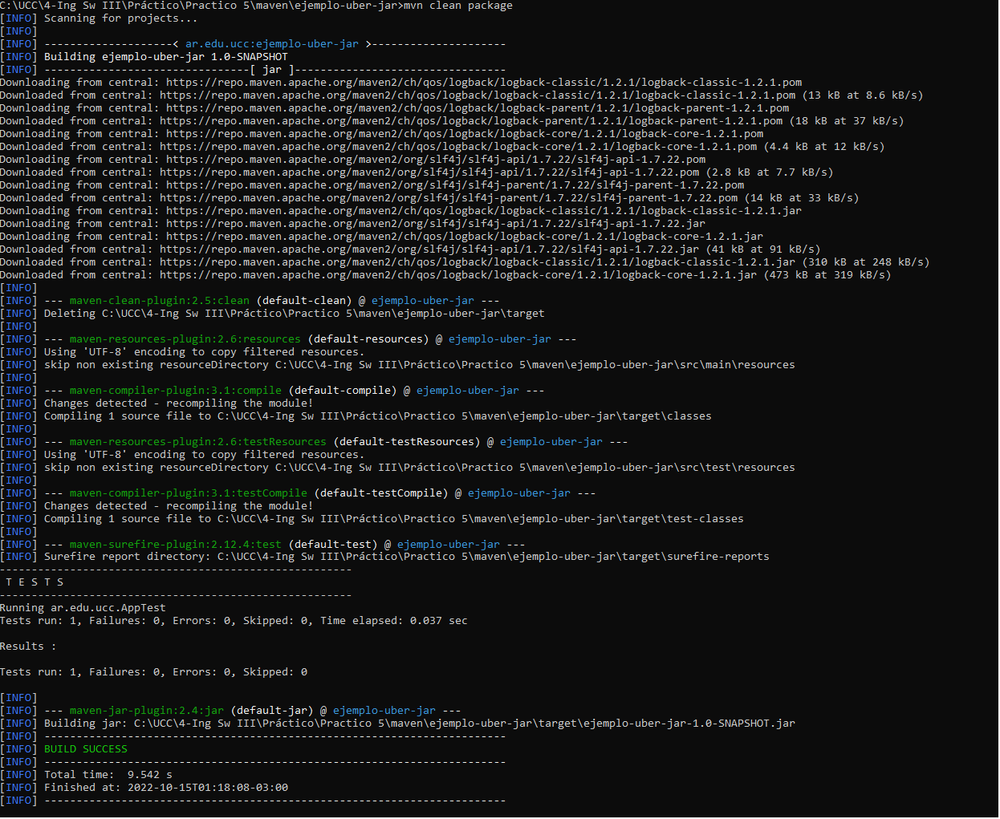 C:\UCC\4-Ing Sw III\Práctico\Practico 5\maven\ejemplo-uber-jar>mvn clean package
[INFO] Scanning for projects...
[INFO]
[INFO] --------------------< ar.edu.ucc:ejemplo-uber-jar >---------------------
[INFO] Building ejemplo-uber-jar 1.0-SNAPSHOT
[INFO] --------------------------------[ jar ]---------------------------------
Downloading from central: https://repo.maven.apache.org/maven2/ch/qos/logback/logback-classic/1.2.1/logback-classic-1.2.1.pom
Downloaded from central: https://repo.maven.apache.org/maven2/ch/qos/logback/logback-classic/1.2.1/logback-classic-1.2.1.pom (13 kB at 8.6 kB/s)
Downloading from central: https://repo.maven.apache.org/maven2/ch/qos/logback/logback-parent/1.2.1/logback-parent-1.2.1.pom
Downloaded from central: https://repo.maven.apache.org/maven2/ch/qos/logback/logback-parent/1.2.1/logback-parent-1.2.1.pom (18 kB at 37 kB/s)
Downloading from central: https://repo.maven.apache.org/maven2/ch/qos/logback/logback-core/1.2.1/logback-core-1.2.1.pom
Downloaded from central: https://repo.maven.apache.org/maven2/ch/qos/logback/logback-core/1.2.1/logback-core-1.2.1.pom (4.4 kB at 12 kB/s)
Downloading from central: https://repo.maven.apache.org/maven2/org/slf4j/slf4j-api/1.7.22/slf4j-api-1.7.22.pom
Downloaded from central: https://repo.maven.apache.org/maven2/org/slf4j/slf4j-api/1.7.22/slf4j-api-1.7.22.pom (2.8 kB at 7.7 kB/s)
Downloading from central: https://repo.maven.apache.org/maven2/org/slf4j/slf4j-parent/1.7.22/slf4j-parent-1.7.22.pom
Downloaded from central: https://repo.maven.apache.org/maven2/org/slf4j/slf4j-parent/1.7.22/slf4j-parent-1.7.22.pom (14 kB at 33 kB/s)
Downloading from central: https://repo.maven.apache.org/maven2/ch/qos/logback/logback-classic/1.2.1/logback-classic-1.2.1.jar
Downloading from central: https://repo.maven.apache.org/maven2/org/slf4j/slf4j-api/1.7.22/slf4j-api-1.7.22.jar
Downloading from central: https://repo.maven.apache.org/maven2/ch/qos/logback/logback-core/1.2.1/logback-core-1.2.1.jar
Downloaded from central: https://repo.maven.apache.org/maven2/org/slf4j/slf4j-api/1.7.22/slf4j-api-1.7.22.jar (41 kB at 91 kB/s)
Downloaded from central: https://repo.maven.apache.org/maven2/ch/qos/logback/logback-classic/1.2.1/logback-classic-1.2.1.jar (310 kB at 248 kB/s)
Downloaded from central: https://repo.maven.apache.org/maven2/ch/qos/logback/logback-core/1.2.1/logback-core-1.2.1.jar (473 kB at 319 kB/s)
[INFO]
[INFO] --- maven-clean-plugin:2.5:clean (default-clean) @ ejemplo-uber-jar ---
[INFO] Deleting C:\UCC\4-Ing Sw III\Práctico\Practico 5\maven\ejemplo-uber-jar\target
[INFO]
[INFO] --- maven-resources-plugin:2.6:resources (default-resources) @ ejemplo-uber-jar ---
[INFO] Using 'UTF-8' encoding to copy filtered resources.
[INFO] skip non existing resourceDirectory C:\UCC\4-Ing Sw III\Práctico\Practico 5\maven\ejemplo-uber-jar\src\main\resources
[INFO]
[INFO] --- maven-compiler-plugin:3.1:compile (default-compile) @ ejemplo-uber-jar ---
[INFO] Changes detected - recompiling the module!
[INFO] Compiling 1 source file to C:\UCC\4-Ing Sw III\Práctico\Practico 5\maven\ejemplo-uber-jar\target\classes
[INFO]
[INFO] --- maven-resources-plugin:2.6:testResources (default-testResources) @ ejemplo-uber-jar ---
[INFO] Using 'UTF-8' encoding to copy filtered resources.
[INFO] skip non existing resourceDirectory C:\UCC\4-Ing Sw III\Práctico\Practico 5\maven\ejemplo-uber-jar\src\test\resources
[INFO]
[INFO] --- maven-compiler-plugin:3.1:testCompile (default-testCompile) @ ejemplo-uber-jar ---
[INFO] Changes detected - recompiling the module!
[INFO] Compiling 1 source file to C:\UCC\4-Ing Sw III\Práctico\Practico 5\maven\ejemplo-uber-jar\target\test-classes
[INFO]
[INFO] --- maven-surefire-plugin:2.12.4:test (default-test) @ ejemplo-uber-jar ---
[INFO] Surefire report directory: C:\UCC\4-Ing Sw III\Práctico\Practico 5\maven\ejemplo-uber-jar\target\surefire-reports
-------------------------------------------------------
 T E S T S
-------------------------------------------------------
Running ar.edu.ucc.AppTest
Tests run: 1, Failures: 0, Errors: 0, Skipped: 0, Time elapsed: 0.037 sec
Results :
Tests run: 1, Failures: 0, Errors: 0, Skipped: 0
[INFO]
[INFO] --- maven-jar-plugin:2.4:jar (default-jar) @ ejemplo-uber-jar ---
[INFO] Building jar: C:\UCC\4-Ing Sw III\Práctico\Practico 5\maven\ejemplo-uber-jar\target\ejemplo-uber-jar-1.0-SNAPSHOT.jar
[INFO] ------------------------------------------------------------------------
[INFO] BUILD SUCCESS
[INFO] ------------------------------------------------------------------------
[INFO] Total time:  9.542 s
[INFO] Finished at: 2022-10-15T01:18:08-03:00
[INFO] ------------------------------------------------------------------------